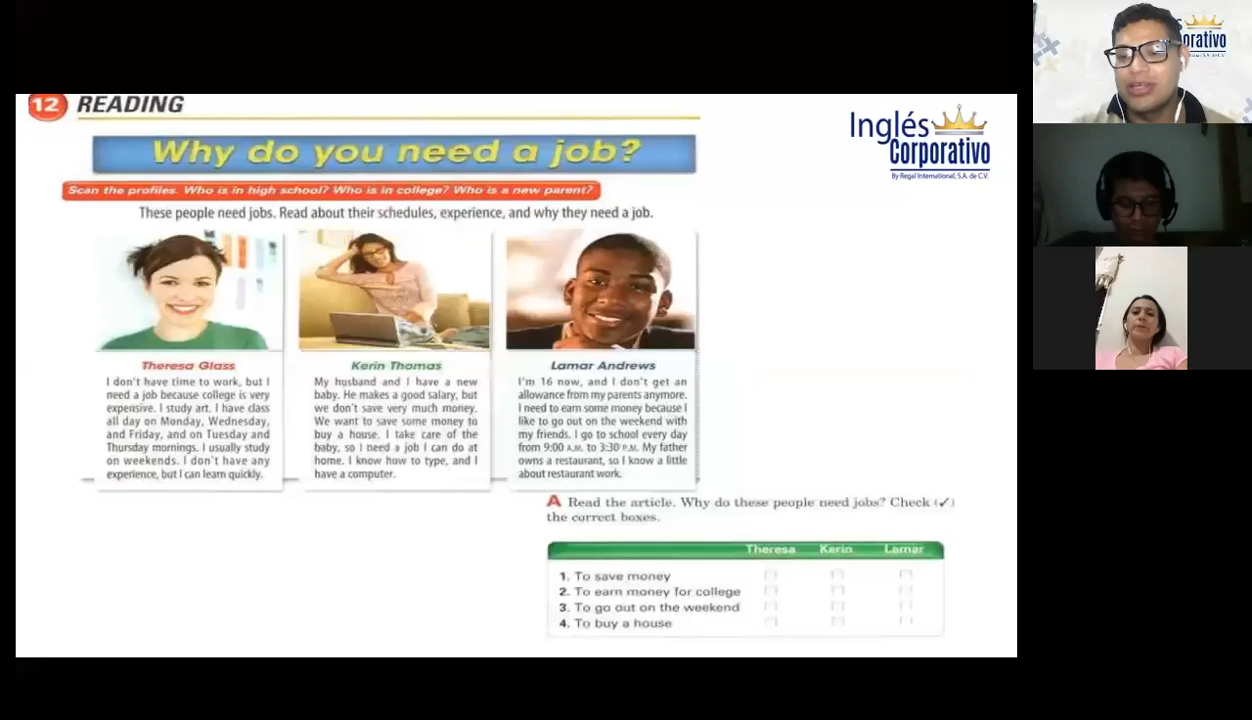 12 READING
Why do you need a job?
Scan the profiles. Who is in high school? Who is in college? Who is a new parent?
These people need jobs. Read about their schedules, experience, and why they need a job.
Theresa Glass
I don't have time to work, but I
need a job because college is very
expensive. I study art. I have class
all day on Monday, Wednesday,
and Friday, and on Tuesday and
Thursday mornings. I usually study
on weekends. I don't have any
experience, but I can learn quickly.
Kerin Thomas
My husband and I have a new
baby. He makes a good salary, but
we don't save very much money.
We want to save some money to
buy a house. I take care of the
baby, so I need a job I can do at
home. I know how to type, and I
have a computer.
Lamar Andrews
I'm 16 now, and I don't get an
allowance from my parents anymore.
I need to earn some money because I
like to go out on the weekend with
my friends. I go to school every day
from 9:00 A.M. to 3:30 P.M. My father
owns a restaurant, so I know a little
about restaurant work.
A Read the article. Why do these people need jobs? Check (✓)
the correct boxes.
Theresa Kerin Lamar
1. To save money
2. To earn money for college
3. To go out on the weekend
4. To buy a house
Inglés
Corporativo
By Regal International, S.A. de C.V.
orativo